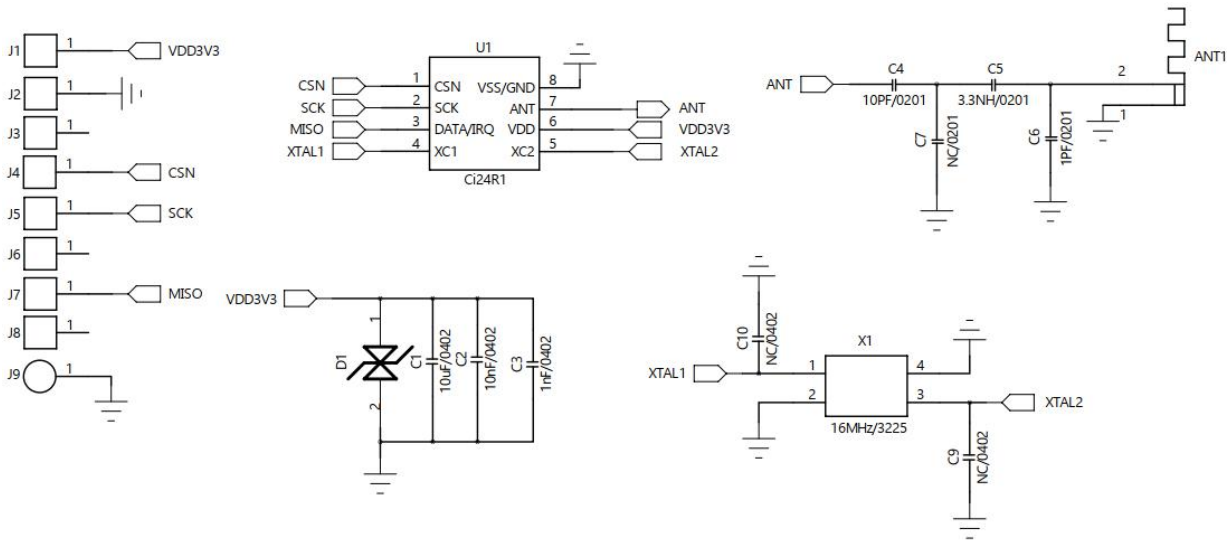 J1 1 VDD3V3
J2 1
J3 1
J4 1 CSN
J5 1 SCK
J6 1
J7 1 MISO
J8 1
J9 1
U1
CSN 1 CSN VSS/GND 8
SCK 2 SCK ANT 7 ANT
MISO 3 DATA/IRQ VDD 6 VDD3V3
XTAL1 4 XC1 XC2 5 XTAL2
Ci24R1
ANT1
ANT C4 C5 2
10PF/0201 3.3NH/0201
1
C7
NC/0201
C6
1PF/0201
VDD3V3
1
D1
2
C1
10uF/0402
C2
10nF/0402
C3
1nF/0402
C10
NC/0402
X1
XTAL1 1 4
2 3 XTAL2
16MHz/3225
C9
NC/0402